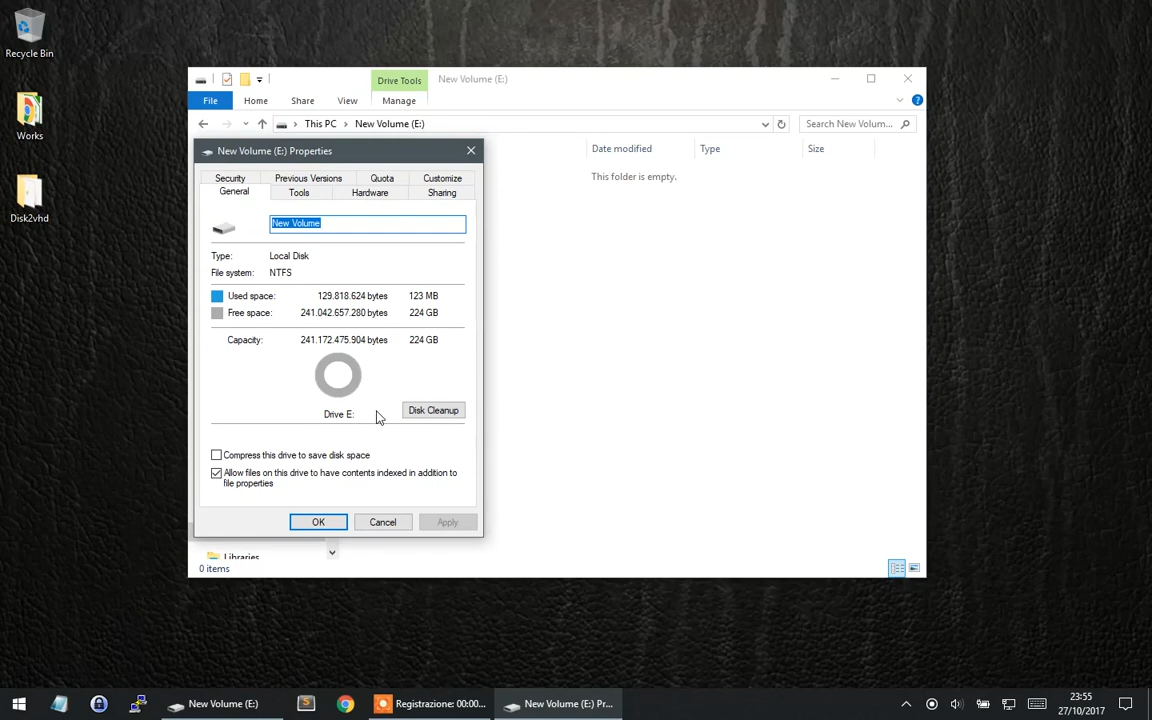 Recycle Bin
Works
Disk2vhd
Drive Tools
New Volume (E:)
File
Home
Share
View
Manage
This PC
New Volume (E:)
Search New Volum...
New Volume (E:) Properties
Date modified
Type
Size
This folder is empty.
Security
Previous Versions
Quota
Customize
General
Tools
Hardware
Sharing
New Volume
Type:
Local Disk
File system:
NTFS
Used space:
129.818.624 bytes
123 MB
Free space:
241.042.657.280 bytes
224 GB
Capacity:
241.172.475.904 bytes
224 GB
Drive E:
Disk Cleanup
Compress this drive to save disk space
Allow files on this drive to have contents indexed in addition to
file properties
OK
Cancel
Apply
Libraries
0 items
New Volume (E:)
Registrazione: 00:00...
New Volume (E:) Pr...
23:55
27/10/2017